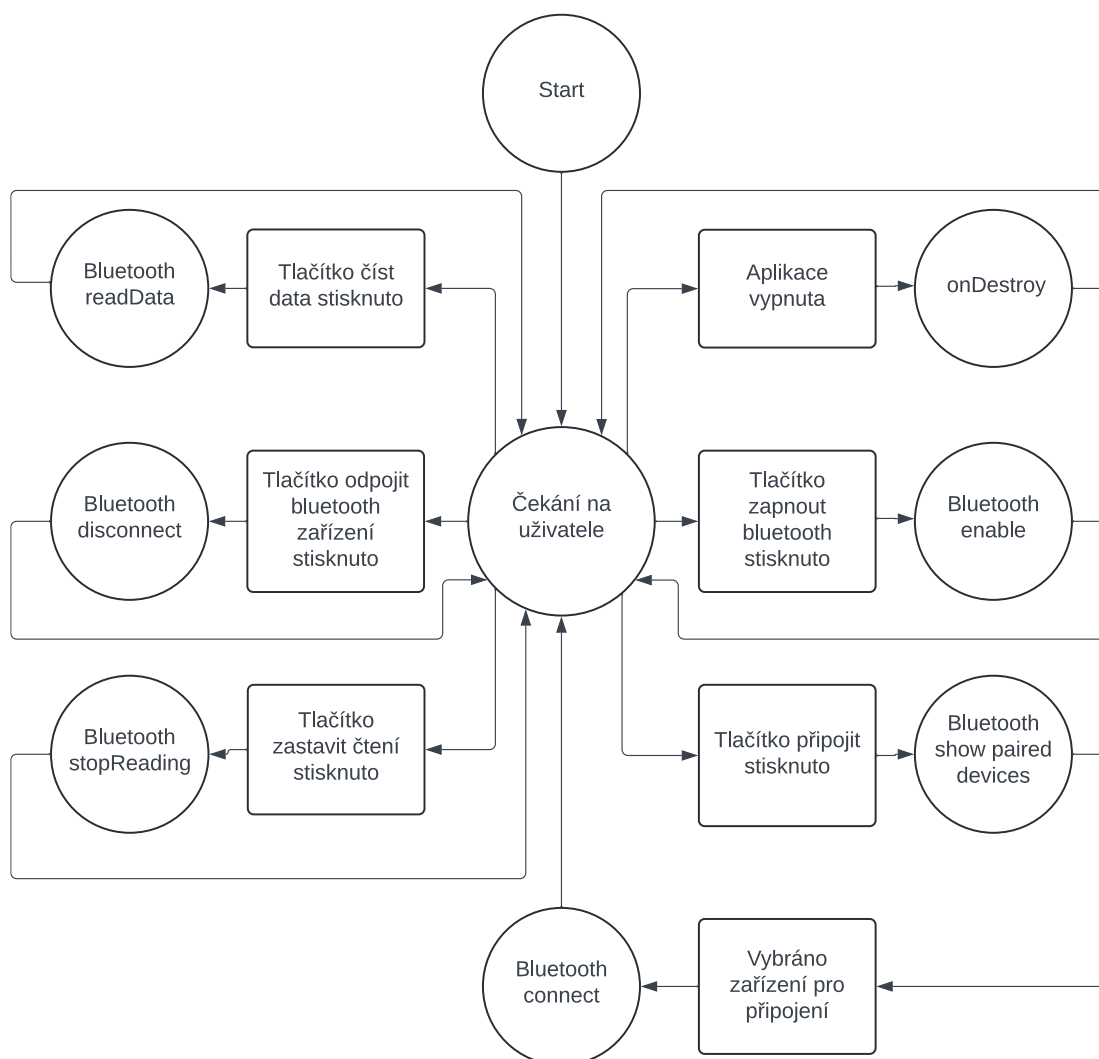 Start
Bluetooth
readData
Tlačítko číst
data stisknuto
Aplikace
vypnuta
onDestroy
Bluetooth
disconnect
Tlačítko odpojit
bluetooth
zařízení
stisknuto
Čekání na
uživatele
Tlačítko
zapnout
bluetooth
stisknuto
Bluetooth
enable
Bluetooth
stopReading
Tlačítko
zastavit čtení
stisknuto
Tlačítko připojit
stisknuto
Bluetooth
show paired
devices
Bluetooth
connect
Vybráno
zařízení pro
připojení